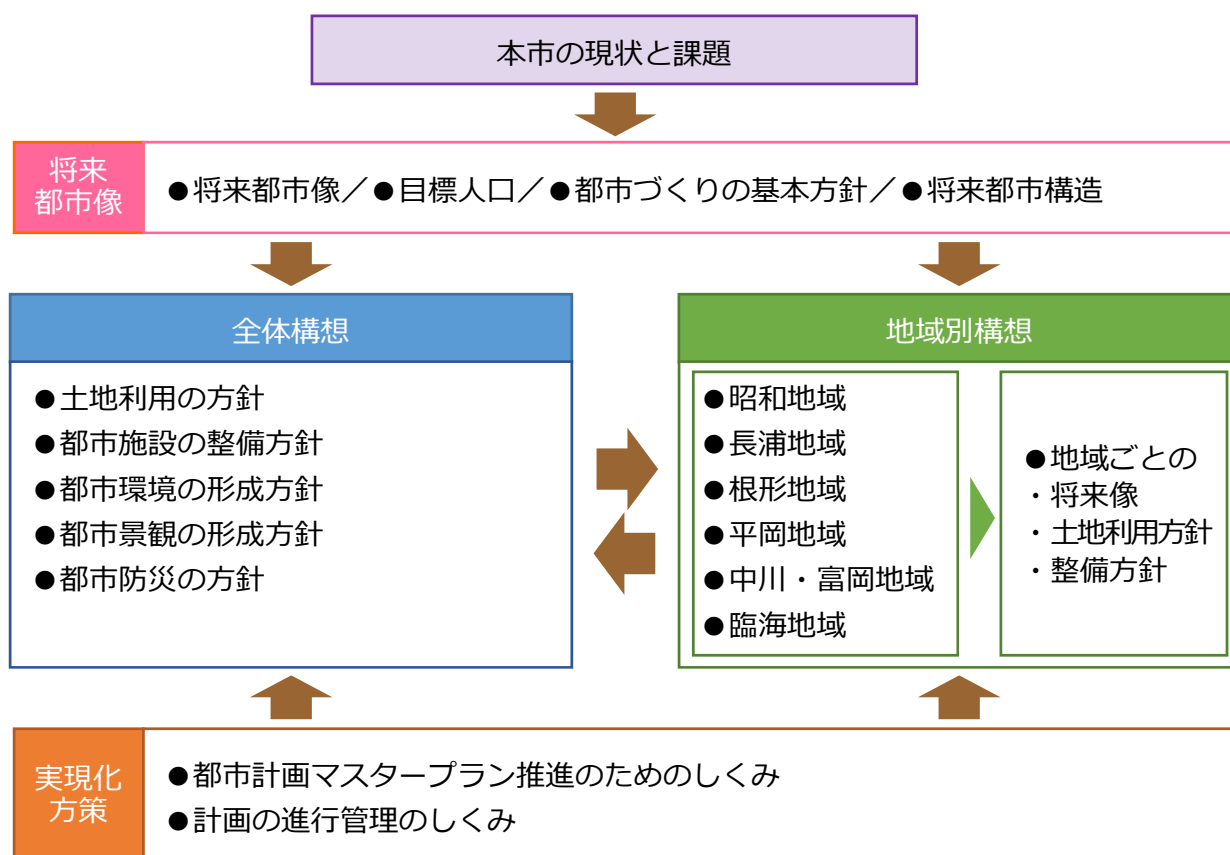 本市の現状と課題
将来
都市像
●将来都市像／●目標人口／●都市づくりの基本方針／●将来都市構造
全体構想
●土地利用の方針
●都市施設の整備方針
●都市環境の形成方針
●都市景観の形成方針
●都市防災の方針
地域別構想
●昭和地域
●長浦地域
●根形地域
●平岡地域
●中川・富岡地域
●臨海地域
●地域ごとの
・将来像
・土地利用方針
・整備方針
実現化
方策
●都市計画マスタープラン推進のためのしくみ
●計画の進行管理のしくみ